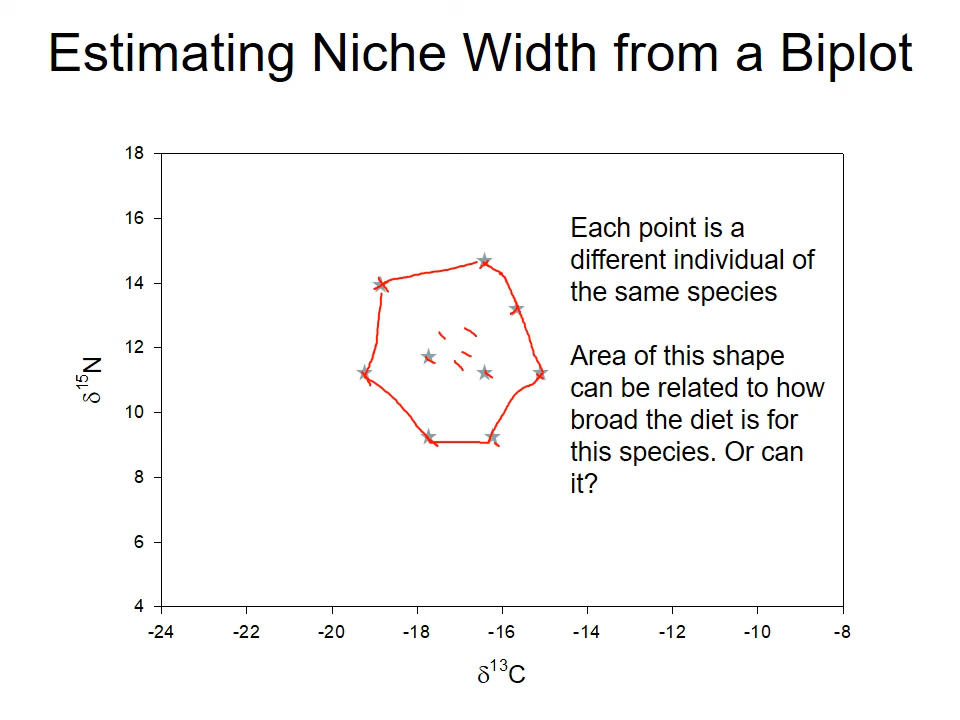 Estimating Niche Width from a Biplot
18
16
14
12
10
8
6
4
δ15N
Each point is a
different individual of
the same species
Area of this shape
can be related to how
broad the diet is for
this species. Or can
it?
-24 -22 -20 -18 -16 -14 -12 -10 -8
δ13C